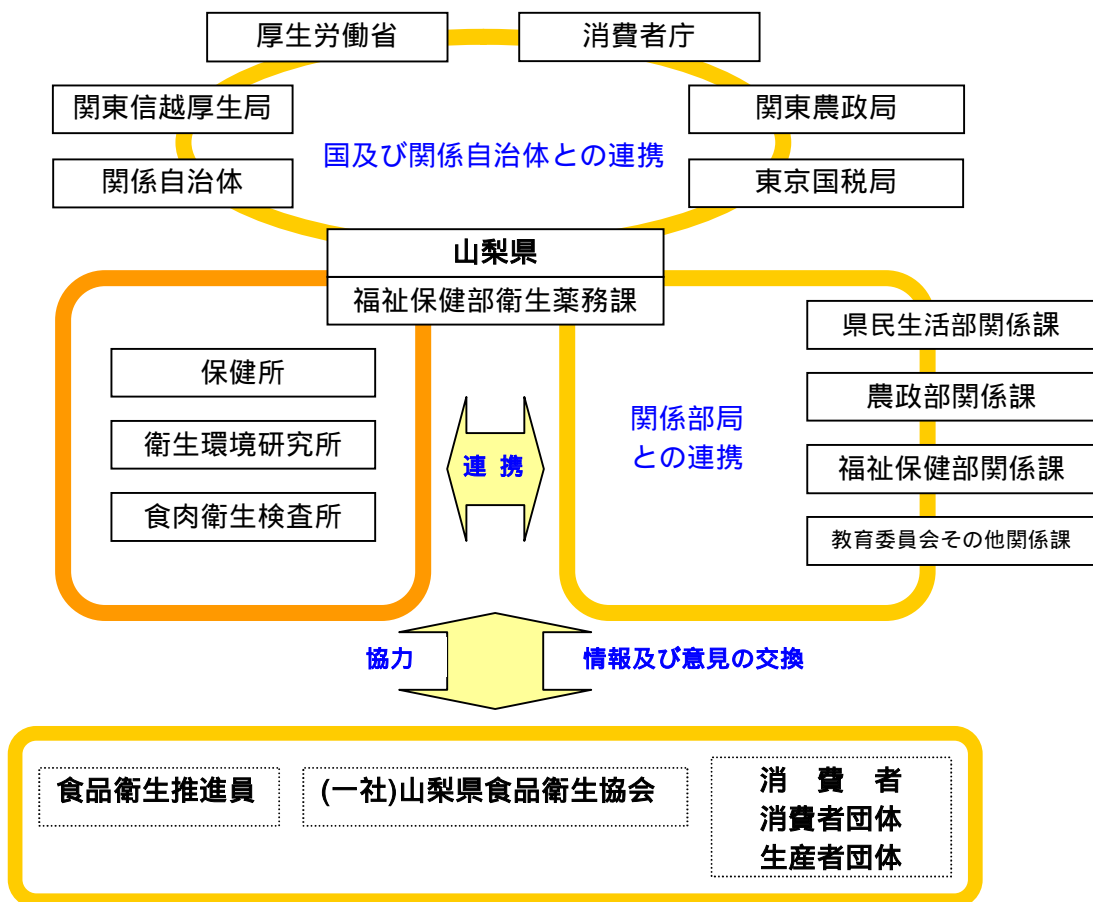 厚生労働省
消費者庁
関東信越厚生局
関東農政局
国及び関係自治体との連携
関係自治体
東京国税局
山梨県
福祉保健部衛生薬務課
県民生活部関係課
保健所
農政部関係課
関係部局
との連携
衛生環境研究所
連 携
福祉保健部関係課
食肉衛生検査所
教育委員会その他関係課
協力
情報及び意見の交換
食品衛生推進員
(一社)山梨県食品衛生協会
消 費 者
消費者団体
生産者団体